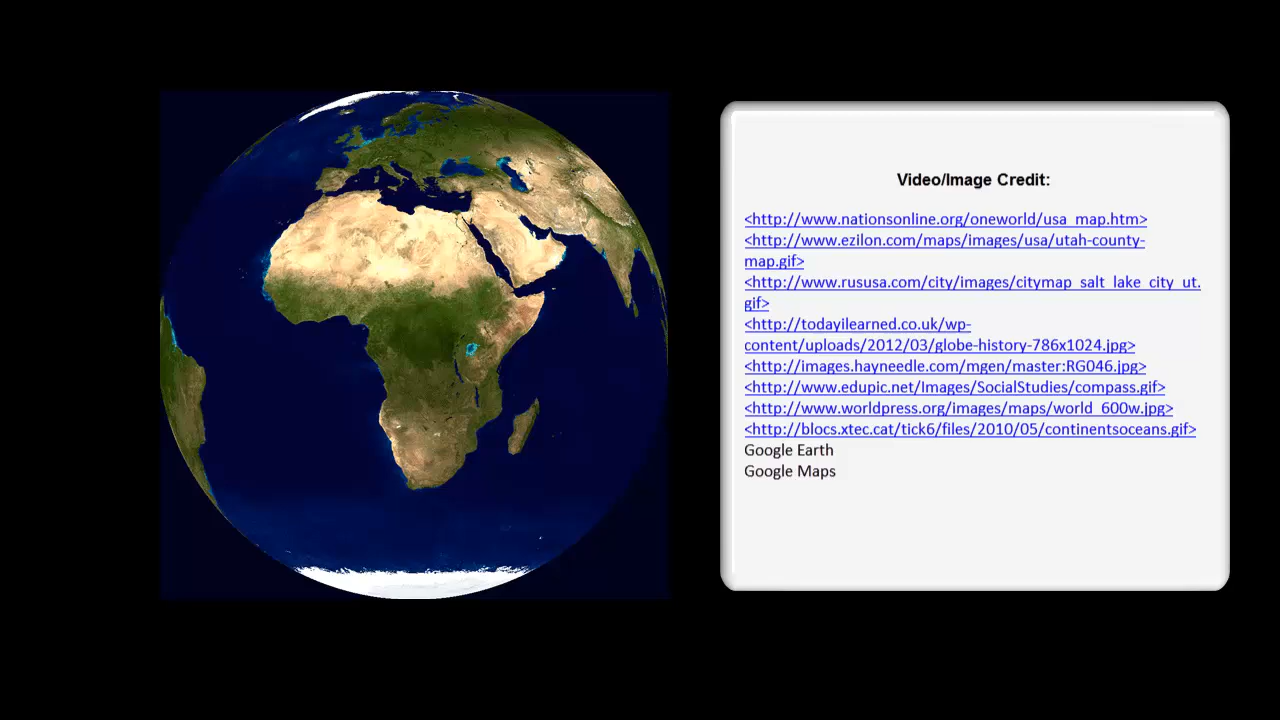 Video/Image Credit:
<http://www.nationsonline.org/oneworld/usa_map.htm>
<http://www.ezilon.com/maps/images/usa/utah-county-
map.gif>
<http://www.rususa.com/city/images/citymap_salt_lake_city_ut.
gif>
<http://todayilearned.co.uk/wp-
content/uploads/2012/03/globe-history-786x1024.jpg>
<http://images.hayneedle.com/mgen/master:RG046.jpg>
<http://www.edupic.net/Images/SocialStudies/compass.gif>
<http://www.worldpress.org/images/maps/world_600w.jpg>
<http://blocs.xtec.cat/tick6/files/2010/05/continentsoceans.gif>
Google Earth
Google Maps